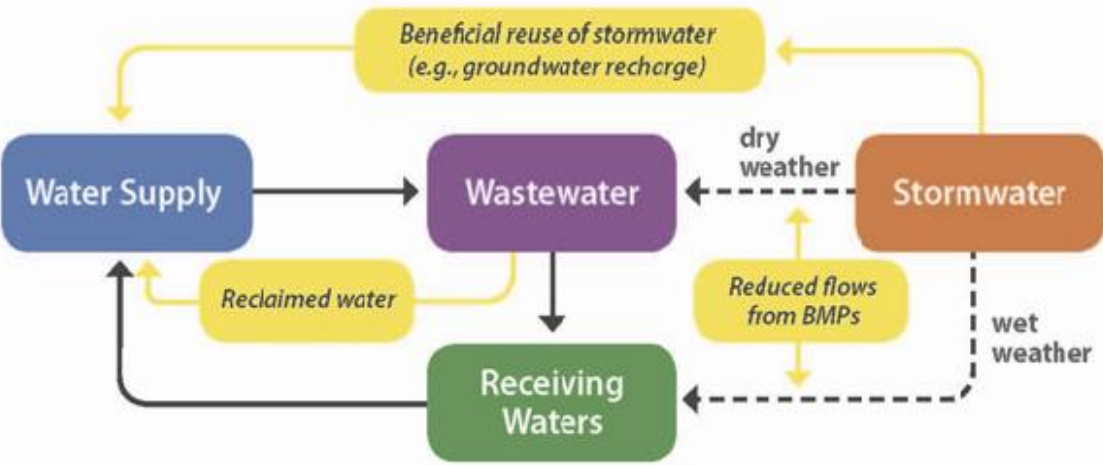 Beneficial reuse of stormwater
(e.g., groundwater recharge)
Water Supply
Wastewater
dry
weather
Stormwater
Reclaimed water
Reduced flows
from BMPs
wet
weather
Receiving
Waters